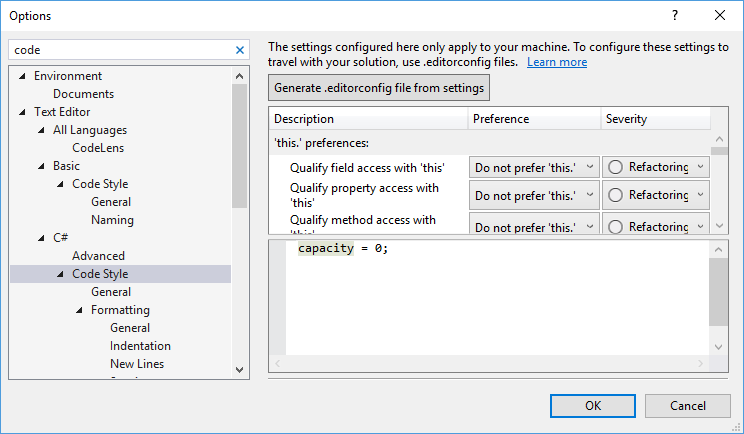 Options
code
The settings configured here only apply to your machine. To configure these settings to
travel with your solution, use .editorconfig files. Learn more
Generate .editorconfig file from settings
Environment
Documents
Text Editor
All Languages
CodeLens
Basic
Code Style
General
Naming
C#
Advanced
Code Style
General
Formatting
General
Indentation
New Lines
Description Preference Severity
'this.' preferences:
Qualify field access with 'this' Do not prefer 'this.' Refactoring
Qualify property access with
'this' Do not prefer 'this.' Refactoring
Qualify method access with
'this' Do not prefer 'this.' Refactoring
capacity = 0;
OK Cancel